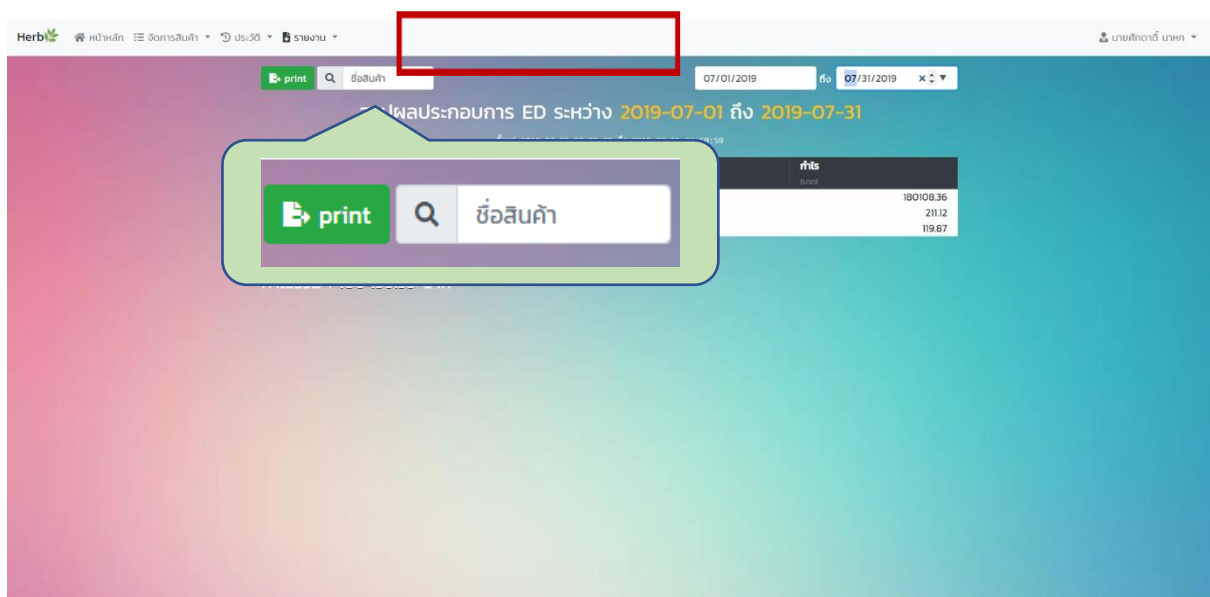 Herb หน้าหลัก จัดการสินค้า ประวัติ รายงาน นายศักดาดิ์ นาหก
print ชื่อสินค้า 07/01/2019 ถึง 07/31/2019
ผลประกอบการ ED ระหว่าง 2019-07-01 ถึง 2019-07-31
กำไร
(บาท)
180108.36
211.12
119.87
print ชื่อสินค้า